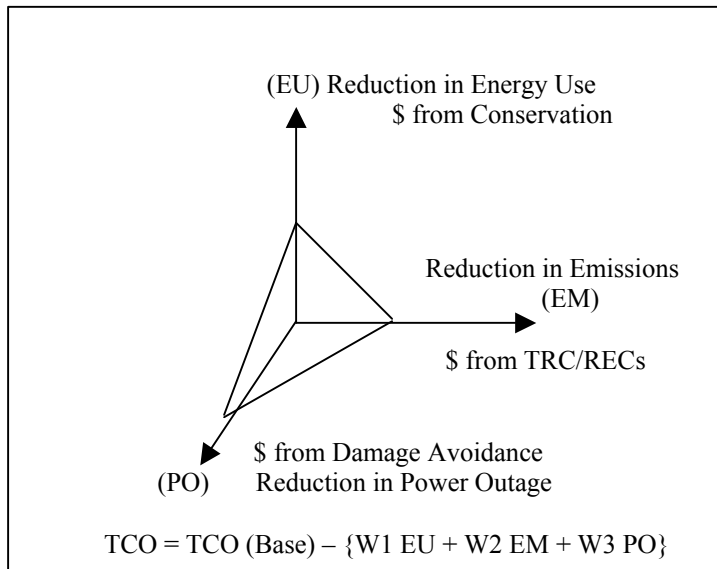 (EU) Reduction in Energy Use
$ from Conservation
Reduction in Emissions
(EM)
$ from TRC/RECs
$ from Damage Avoidance
(PO) Reduction in Power Outage
TCO = TCO (Base) – {W1 EU + W2 EM + W3 PO}